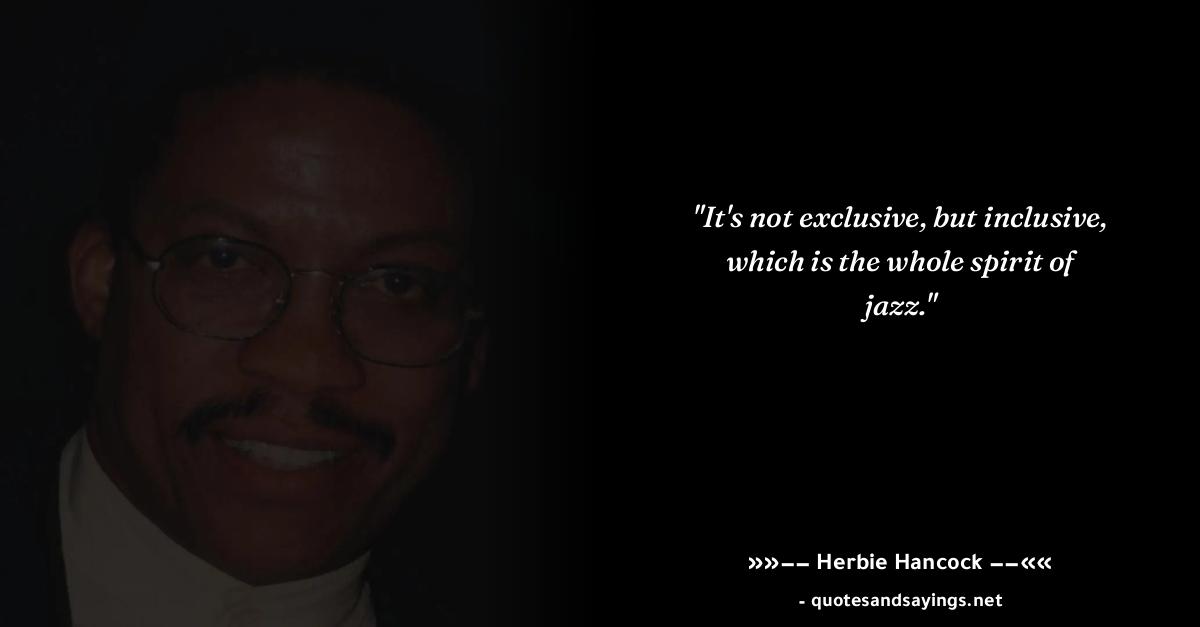 "It's not exclusive, but inclusive,
which is the whole spirit of
jazz."
»»–– Herbie Hancock ––««
- quotesandsayings.net